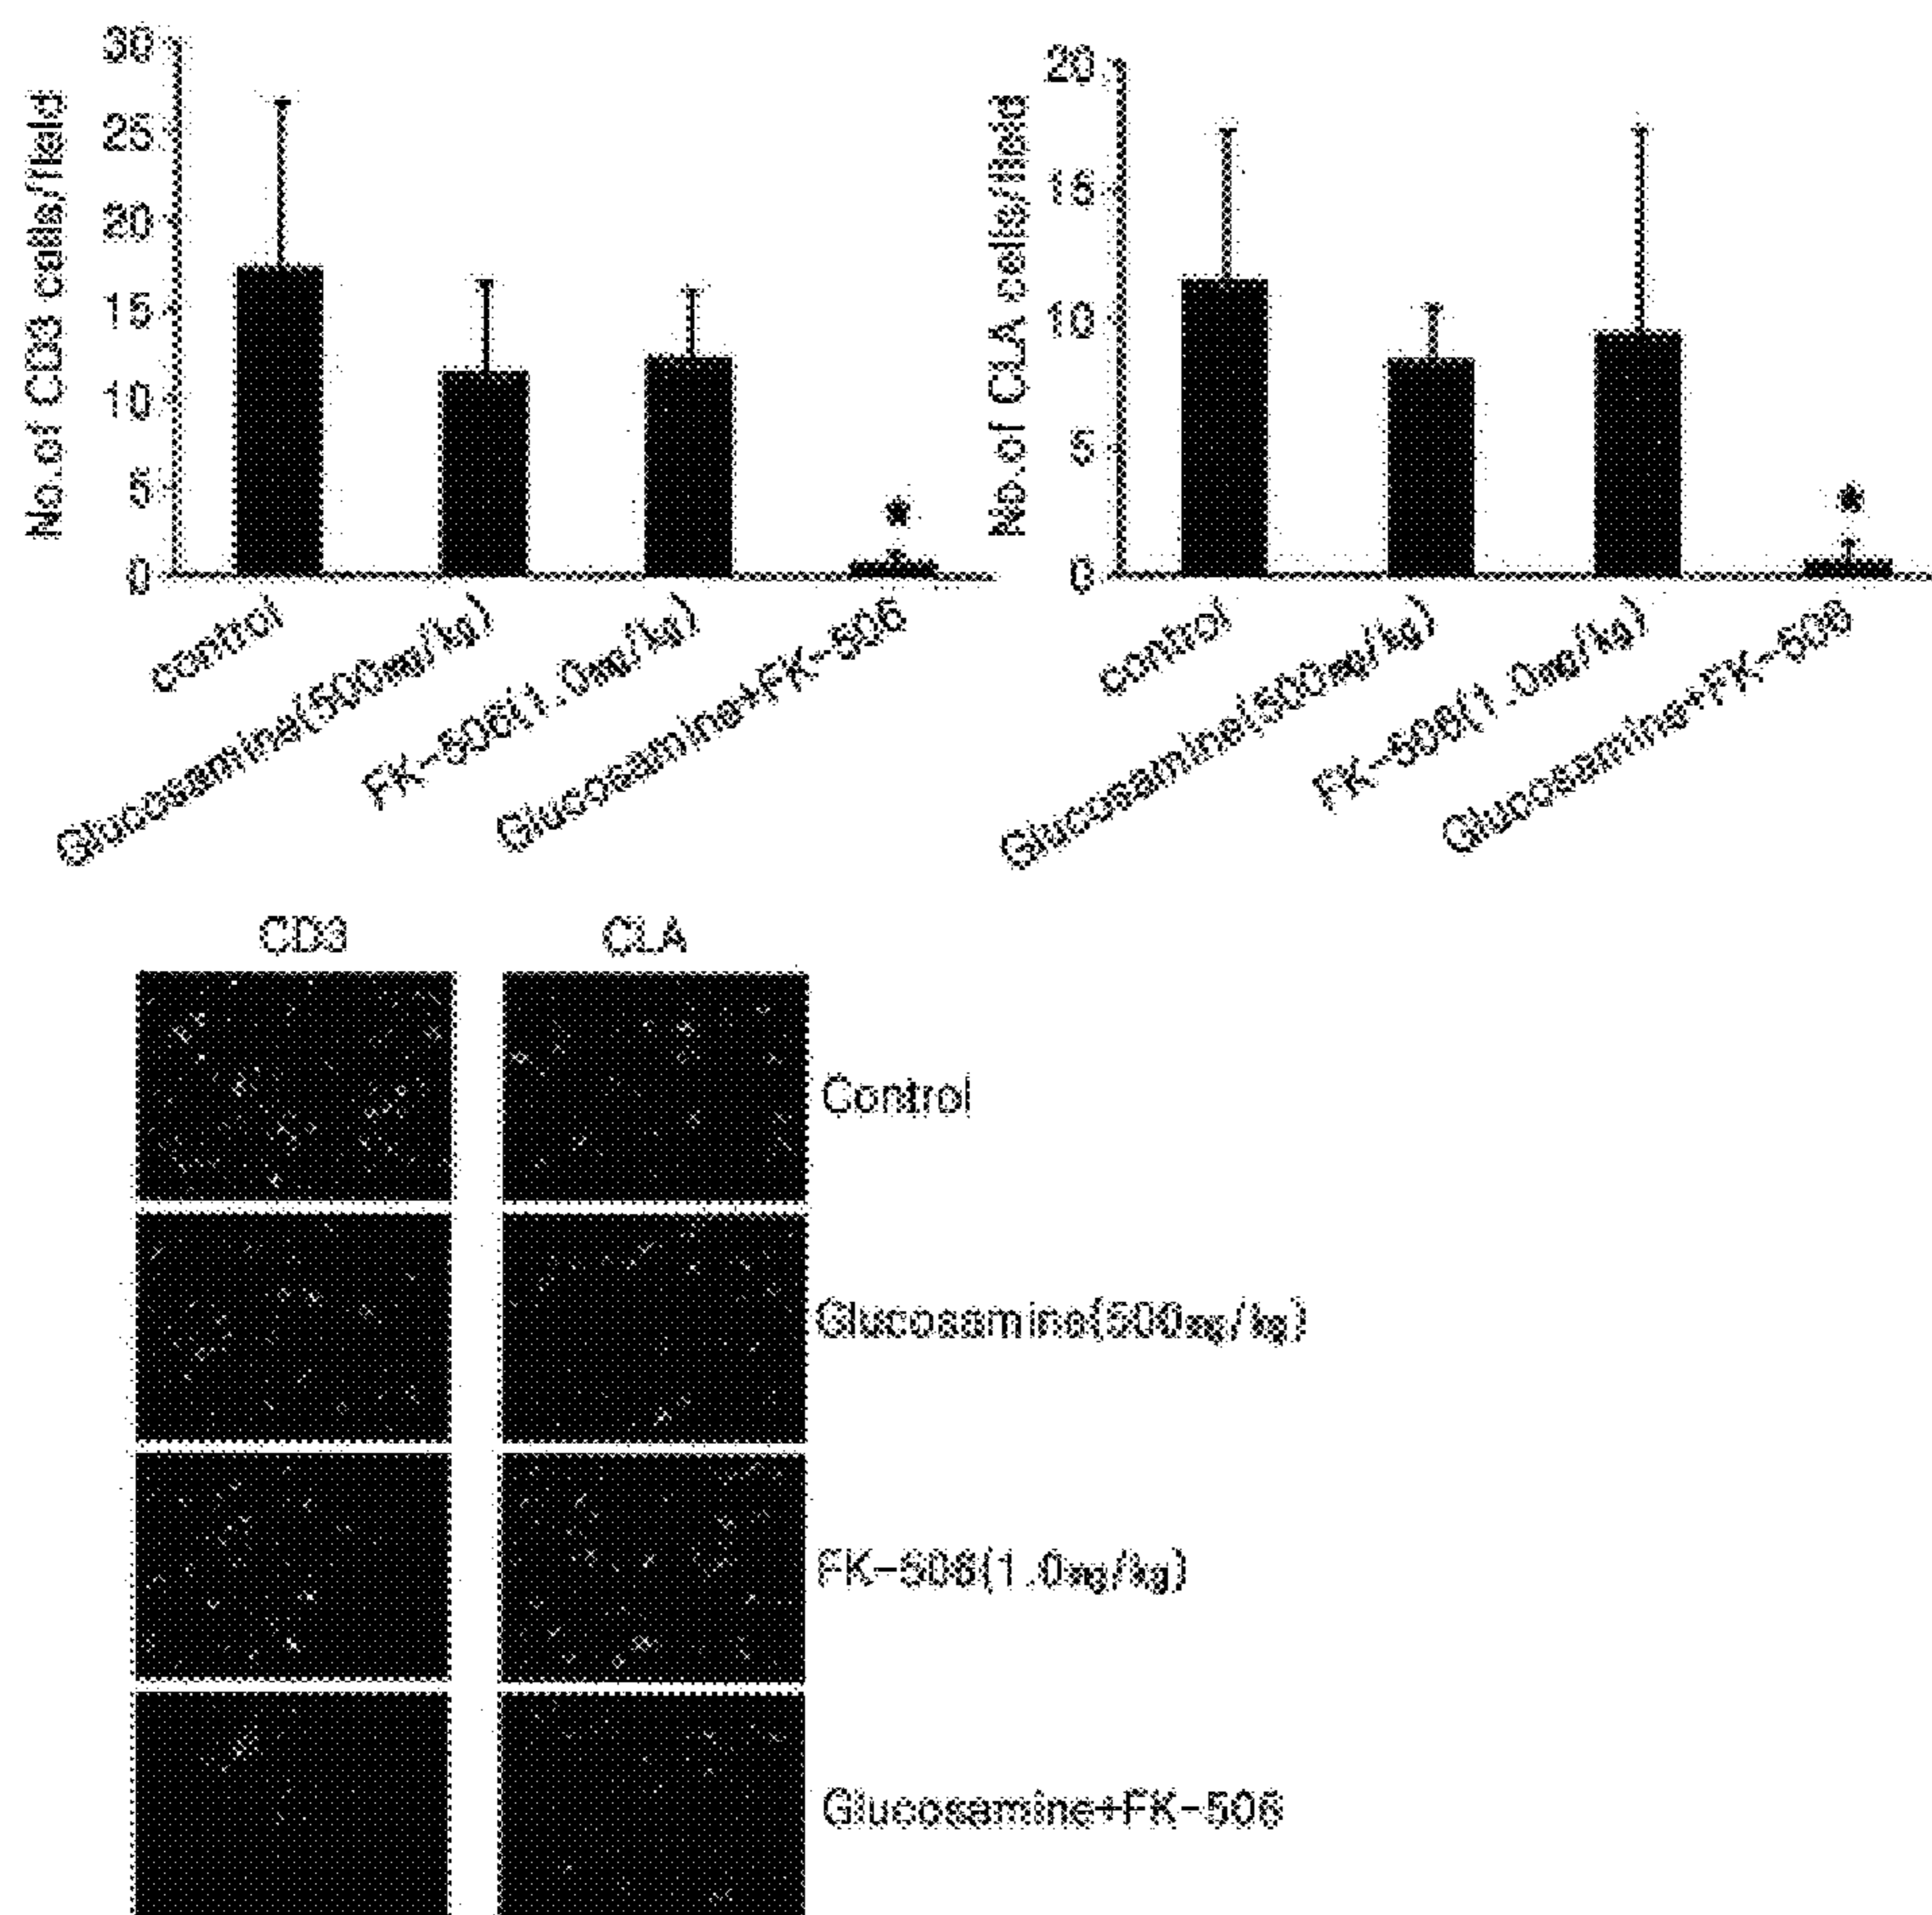 No. of CD3 cells/field
30
25
20
15
10
5
0
control
Glucosamine(500mg/kg)
FK-506(1.0mg/kg)
Glucosamine+FK-506
*
No. of CLA cells/field
20
15
10
5
0
control
Glucosamine(500mg/kg)
FK-506(1.0mg/kg)
Glucosamine+FK-506
*
CD3 CLA
Control
Glucosamine(500mg/kg)
FK-506(1.0mg/kg)
Glucosamine+FK-506